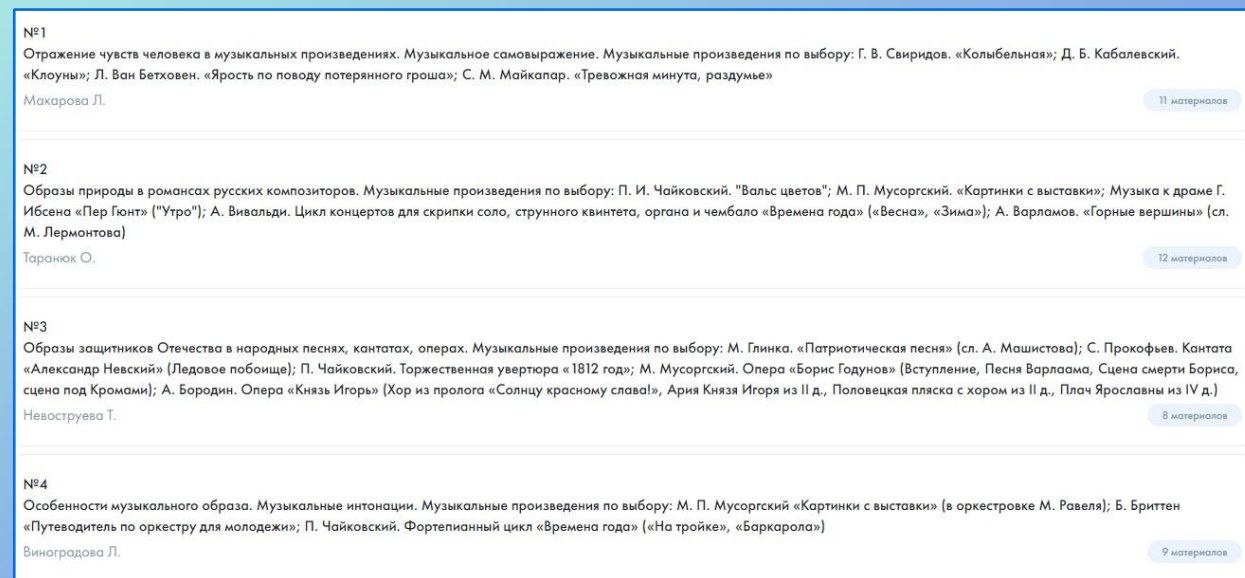 №1
Отражение чувств человека в музыкальных произведениях. Музыкальное самовыражение. Музыкальные произведения по выбору: Г. В. Свиридов. «Колыбельная»; Д. Б. Кабалевский.
«Клоуны»; Л. Ван Бетховен. «Ярость по поводу потерянного гроша»; С. М. Майкапар. «Тревожная минута, раздумье»
Макарова Л.
11 материалов
№2
Образы природы в романсах русских композиторов. Музыкальные произведения по выбору: П. И. Чайковский. "Вальс цветов"; М. П. Мусоргский. «Картинки с выставки»; Музыка к драме Г.
Ибсена «Пер Гюнт» ("Утро"); А. Вивальди. Цикл концертов для скрипки соло, струнного квинтета, органа и чембало «Времена года» («Весна», «Зима»); А. Варламов. «Горные вершины» (сл.
М. Лермонтова)
Таранюк О.
12 материалов
№3
Образы защитников Отечества в народных песнях, кантатах, операх. Музыкальные произведения по выбору: М. Глинка. «Патриотическая песня» (сл. А. Машистова); С. Прокофьев. Кантата
«Александр Невский» (Ледовое побоище); П. Чайковский. Торжественная увертюра «1812 год»; М. Мусоргский. Опера «Борис Годунов» (Вступление, Песня Варлаама, Сцена смерти Бориса,
сцена под Кромами); А. Бородин. Опера «Князь Игорь» (Хор из пролога «Солнцу красному слава!», Ария Князя Игоря из II д., Половецкая пляска с хором из II д., Плач Ярославны из IV д.)
Невоструева Т.
8 материалов
№4
Особенности музыкального образа. Музыкальные интонации. Музыкальные произведения по выбору: М. П. Мусоргский «Картинки с выставки» (в оркестровке М. Равеля); Б. Бриттен
«Путеводитель по оркестру для молодежи»; П. Чайковский. Фортепианный цикл «Времена года» («На тройке», «Баркарола»)
Виноградова Л.
9 материалов